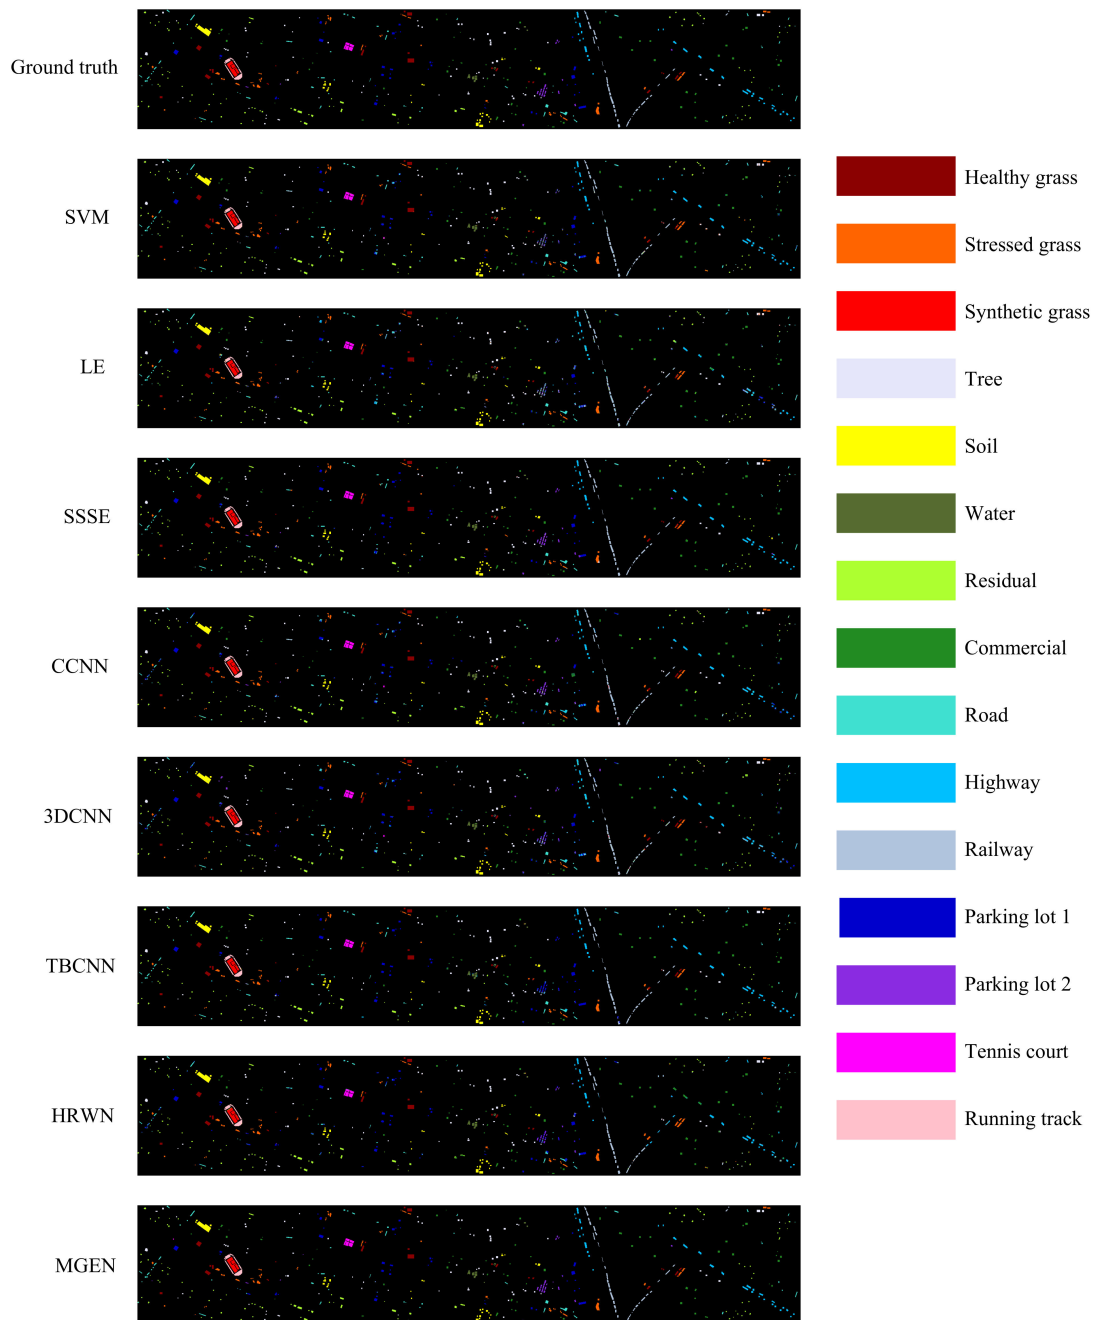 Ground truth
SVM
LE
SSSE
CCNN
3DCNN
TBCNN
HRWN
MGEN
Healthy grass
Stressed grass
Synthetic grass
Tree
Soil
Water
Residual
Commercial
Road
Highway
Railway
Parking lot 1
Parking lot 2
Tennis court
Running track